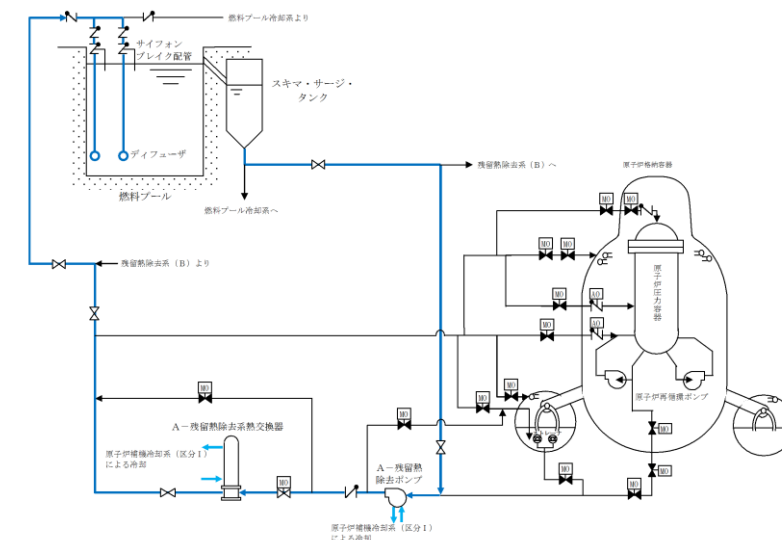 燃料プール冷却系より
サイフォン
ブレイク配管
スキマ・サージ・
タンク
ディフューザ
燃料プール
残留熱除去系(B)へ
燃料プール冷却系へ
原子炉格納容器
MO
MO
MO
MO
残留熱除去系(B)より
MO
AO
原子炉圧力容器
MO
AO
原子炉再循環ポンプ
MO
MO
MO
MO
ストレーナ
MO
A-残留熱除去系熱交換器
原子炉補機冷却系(区分I)
による冷却
A-残留熱
除去ポンプ
MO
MO
MO
MO
原子炉補機冷却系(区分I)
による冷却